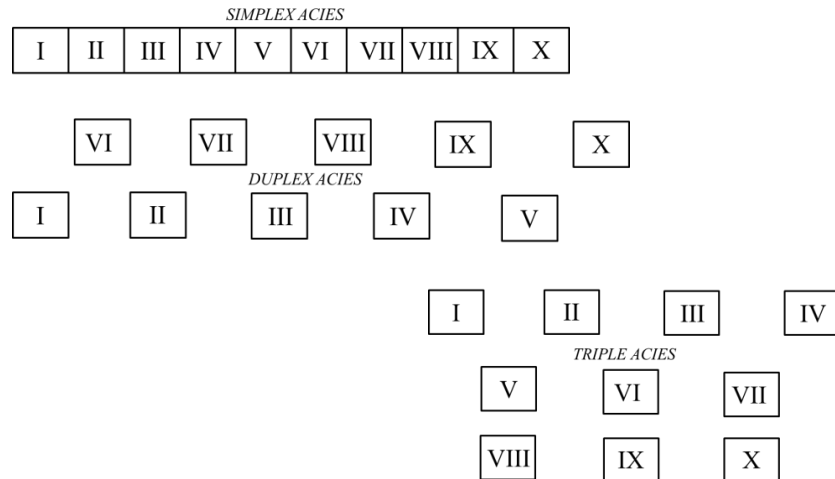 SIMPLEX ACIES
I II III IV V VI VII VIII IX X
VI VII VIII IX X
DUPLEX ACIES
I II III IV V
I II III IV
TRIPLE ACIES
V VI VII
VIII IX X